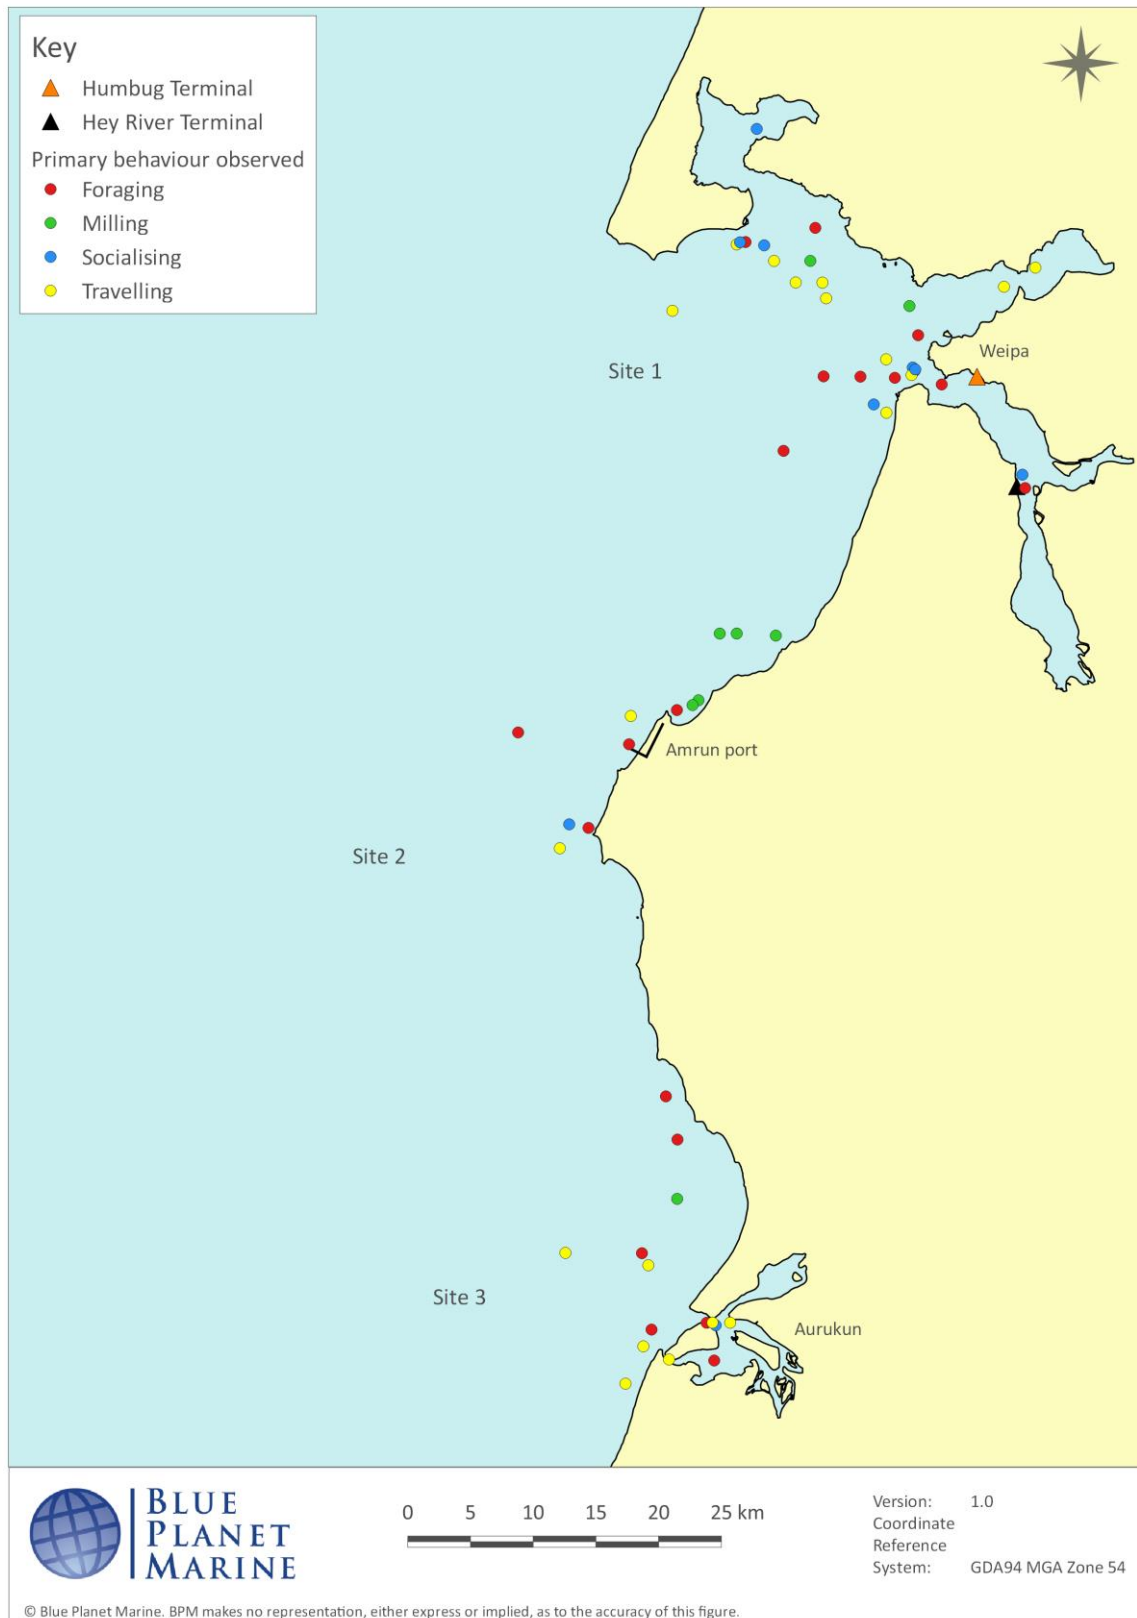 Key
Humbug Terminal
Hey River Terminal
Primary behaviour observed
Foraging
Milling
Socialising
Travelling
Weipa
Site 1
Amrun port
Site 2
Site 3
Aurukun
BLUE
PLANET
MARINE
0 5 10 15 20 25 km
Version: 1.0
Coordinate
Reference
System: GDA94 MGA Zone 54
© Blue Planet Marine. BPM makes no representation, either express or implied, as to the accuracy of this figure.